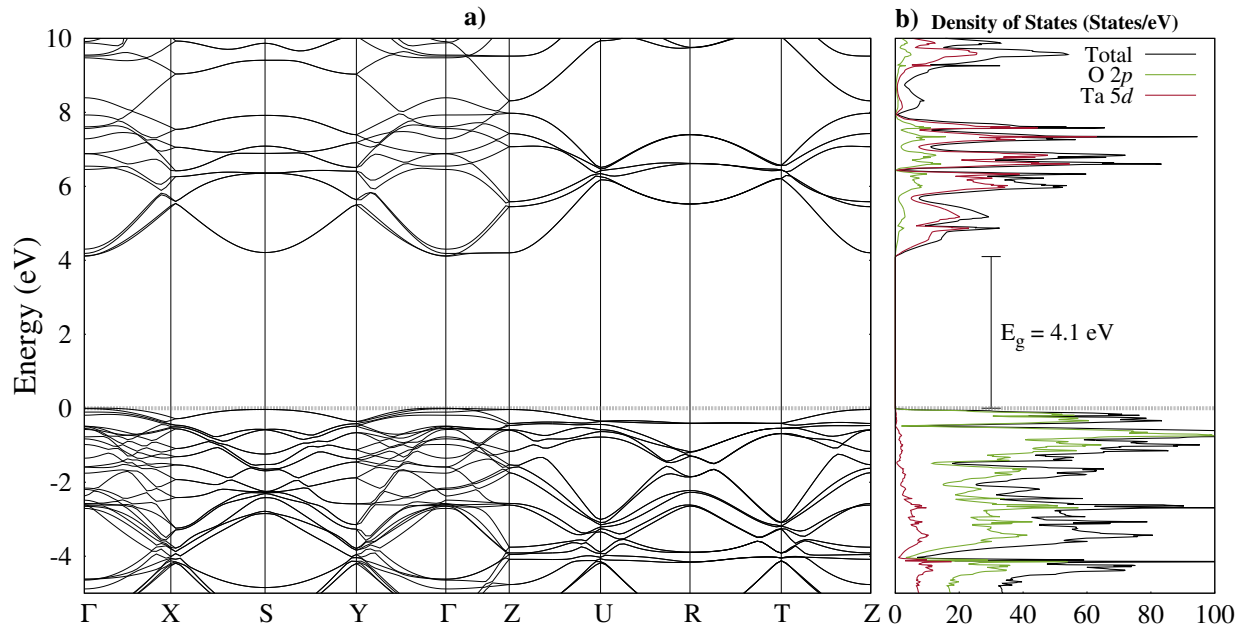 a)
b) Density of States (States/eV)
10
8
6
4
2
0
-2
-4
Energy (eV)
Γ X S Y Γ Z U R T Z
Total
O 2p
Ta 5d
E_g = 4.1 eV
0 20 40 60 80 100